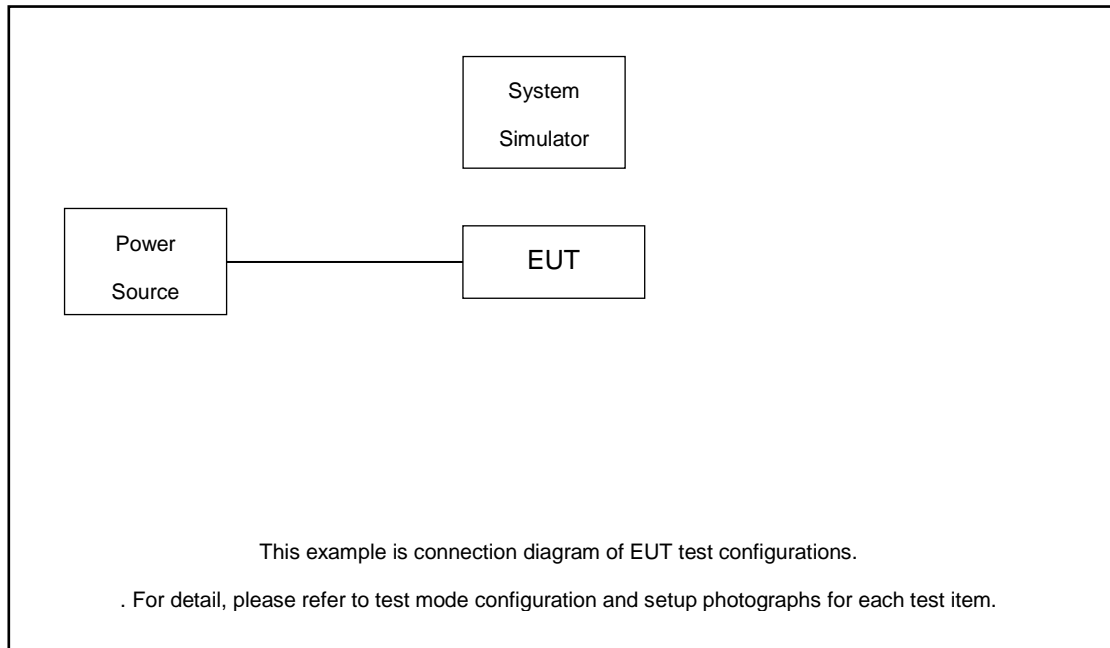 System
Simulator
Power
Source
EUT
This example is connection diagram of EUT test configurations.
. For detail, please refer to test mode configuration and setup photographs for each test item.